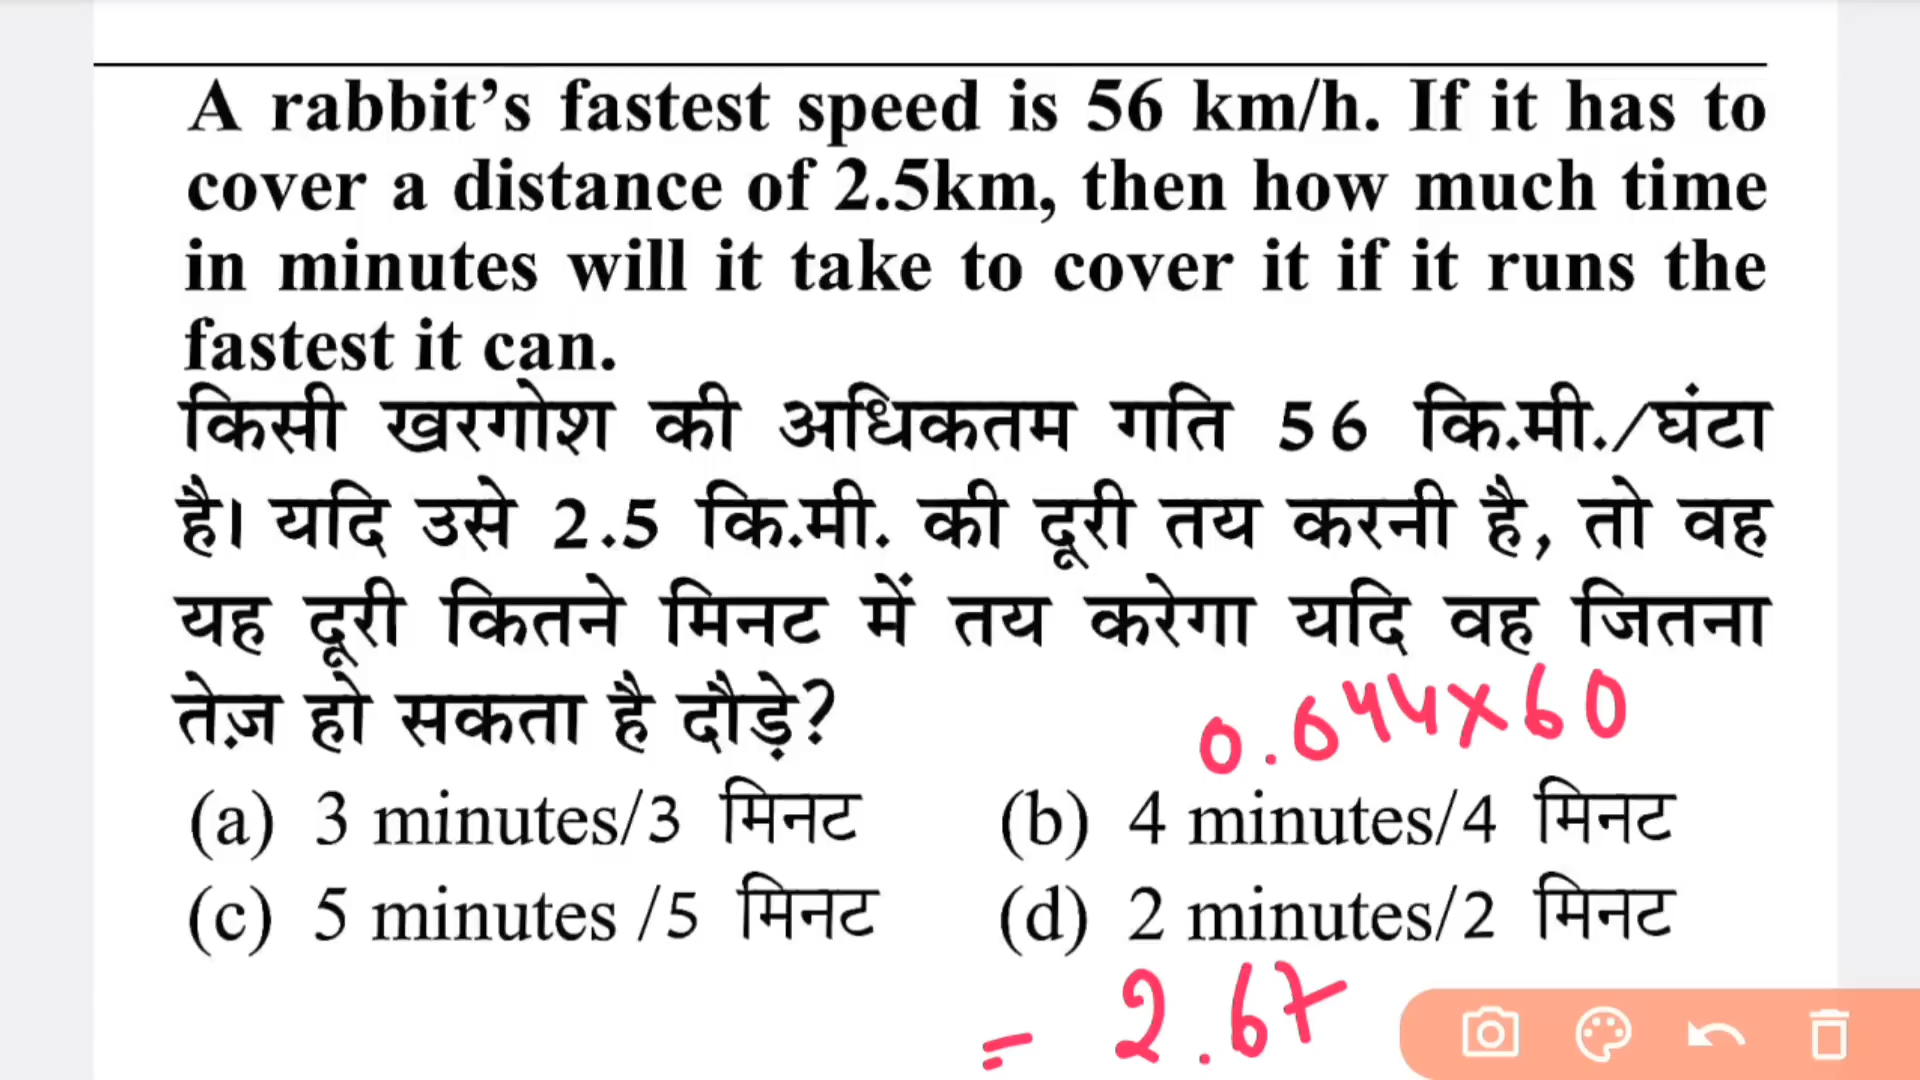 A rabbit’s fastest speed is 56 km/h. If it has to
cover a distance of 2.5km, then how much time
in minutes will it take to cover it if it runs the
fastest it can.
किसी खरगोश की अधिकतम गति 56 कि.मी./घंटा
है। यदि उसे 2.5 कि.मी. की दूरी तय करनी है, तो वह
यह दूरी कितने मिनट में तय करेगा यदि वह जितना
तेज़ हो सकता है दौड़े?
0.044x60
(a) 3 minutes/3 मिनट (b) 4 minutes/4 मिनट
(c) 5 minutes /5 मिनट (d) 2 minutes/2 मिनट
= 2.67